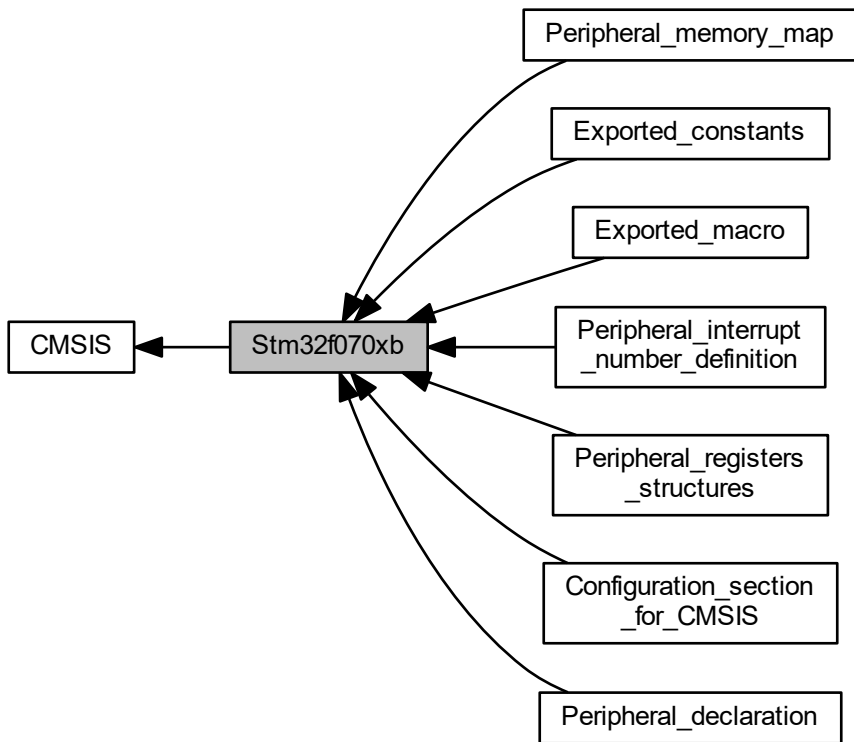 Peripheral_memory_map
Exported_constants
Exported_macro
CMSIS
Stm32f070xb
Peripheral_interrupt
_number_definition
Peripheral_registers
_structures
Configuration_section
_for_CMSIS
Peripheral_declaration